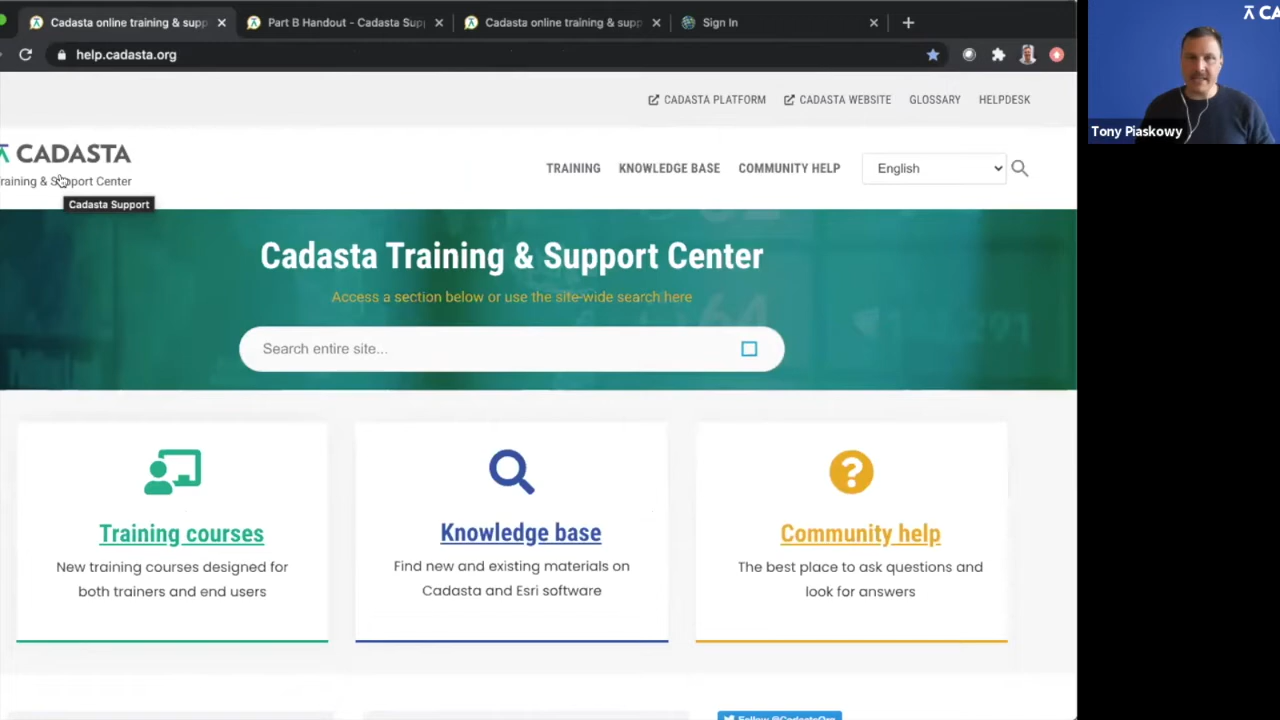 Cadasta online training & supp
Part B Handout - Cadasta Sup
Cadasta online training & supp
Sign In
help.cadasta.org
CADASTA PLATFORM
CADASTA WEBSITE
GLOSSARY
HELPDESK
CADASTA
raining & Support Center
Cadasta Support
TRAINING
KNOWLEDGE BASE
COMMUNITY HELP
English
Cadasta Training & Support Center
Access a section below or use the site-wide search here
Search entire site...
Training courses
New training courses designed for
both trainers and end users
Knowledge base
Find new and existing materials on
Cadasta and Esri software
Community help
The best place to ask questions and
look for answers
Follow @CadastaOrg
CA
Tony Piaskowy